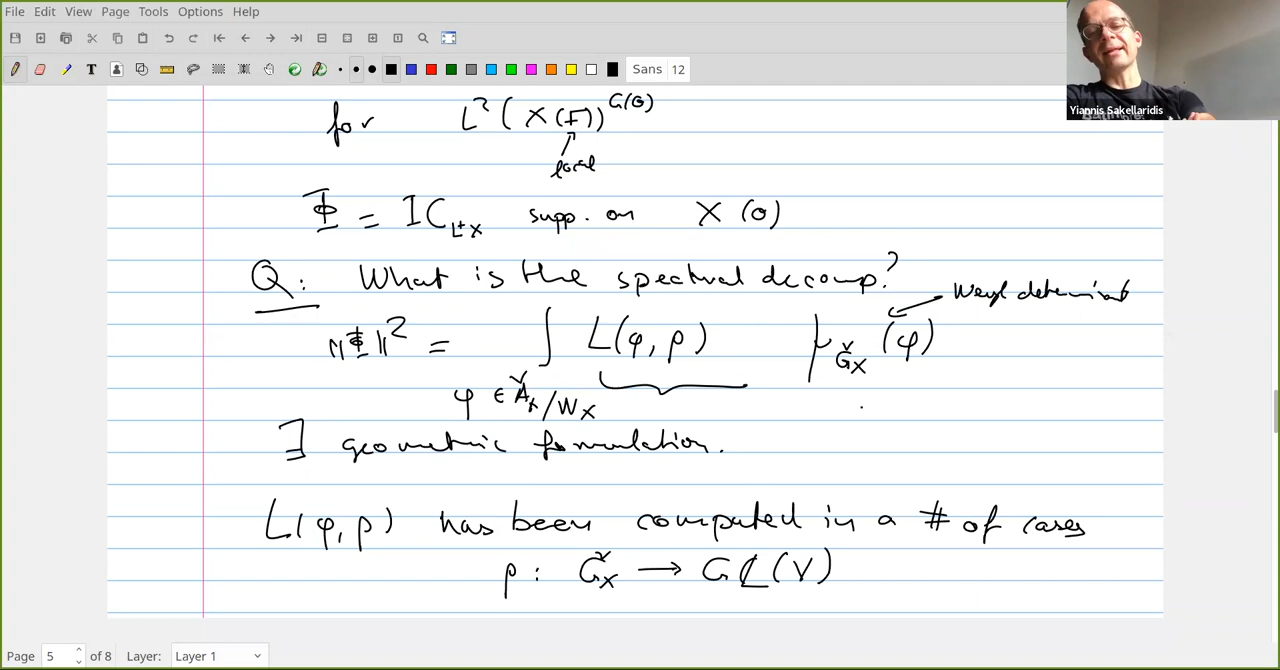 File Edit View Page Tools Options Help
Sans 12
Yiannis Sakellaridis
for L²(X(F))^{G(O)}
local
Φ = IC_{L⁺X} supp. on X(O)
Q: What is the spectral decomp?
Weyl determinant
||Φ||² = ∫ L(φ, ρ) μ_{Ǧ_X}(φ)
φ ∈ Ǎ_X/W_X
∃ geometric formulation.
L(φ, ρ) has been computed in a # of cases
ρ: Ǧ_X → GL(V)
Page 5 of 8 Layer: Layer 1